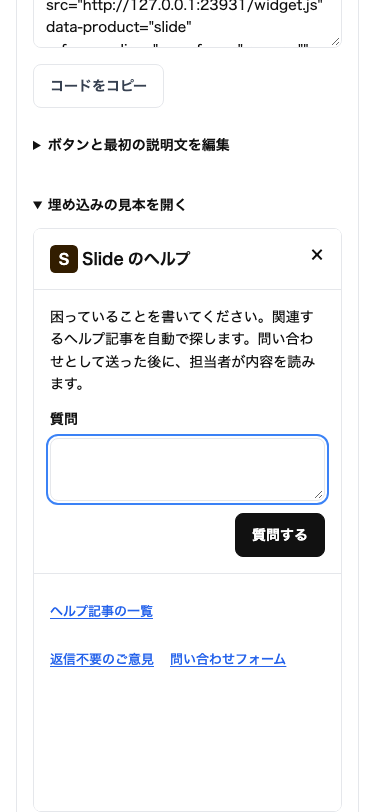 src="http://127.0.0.1:23931/widget.js"
data-product="slide"
コードをコピー
▶ ボタンと最初の説明文を編集
▼ 埋め込みの見本を開く
S Slide のヘルプ ×
困っていることを書いてください。関連す
るヘルプ記事を自動で探します。問い合わ
せとして送った後に、担当者が内容を読み
ます。
質問
質問する
ヘルプ記事の一覧
返信不要のご意見 問い合わせフォーム